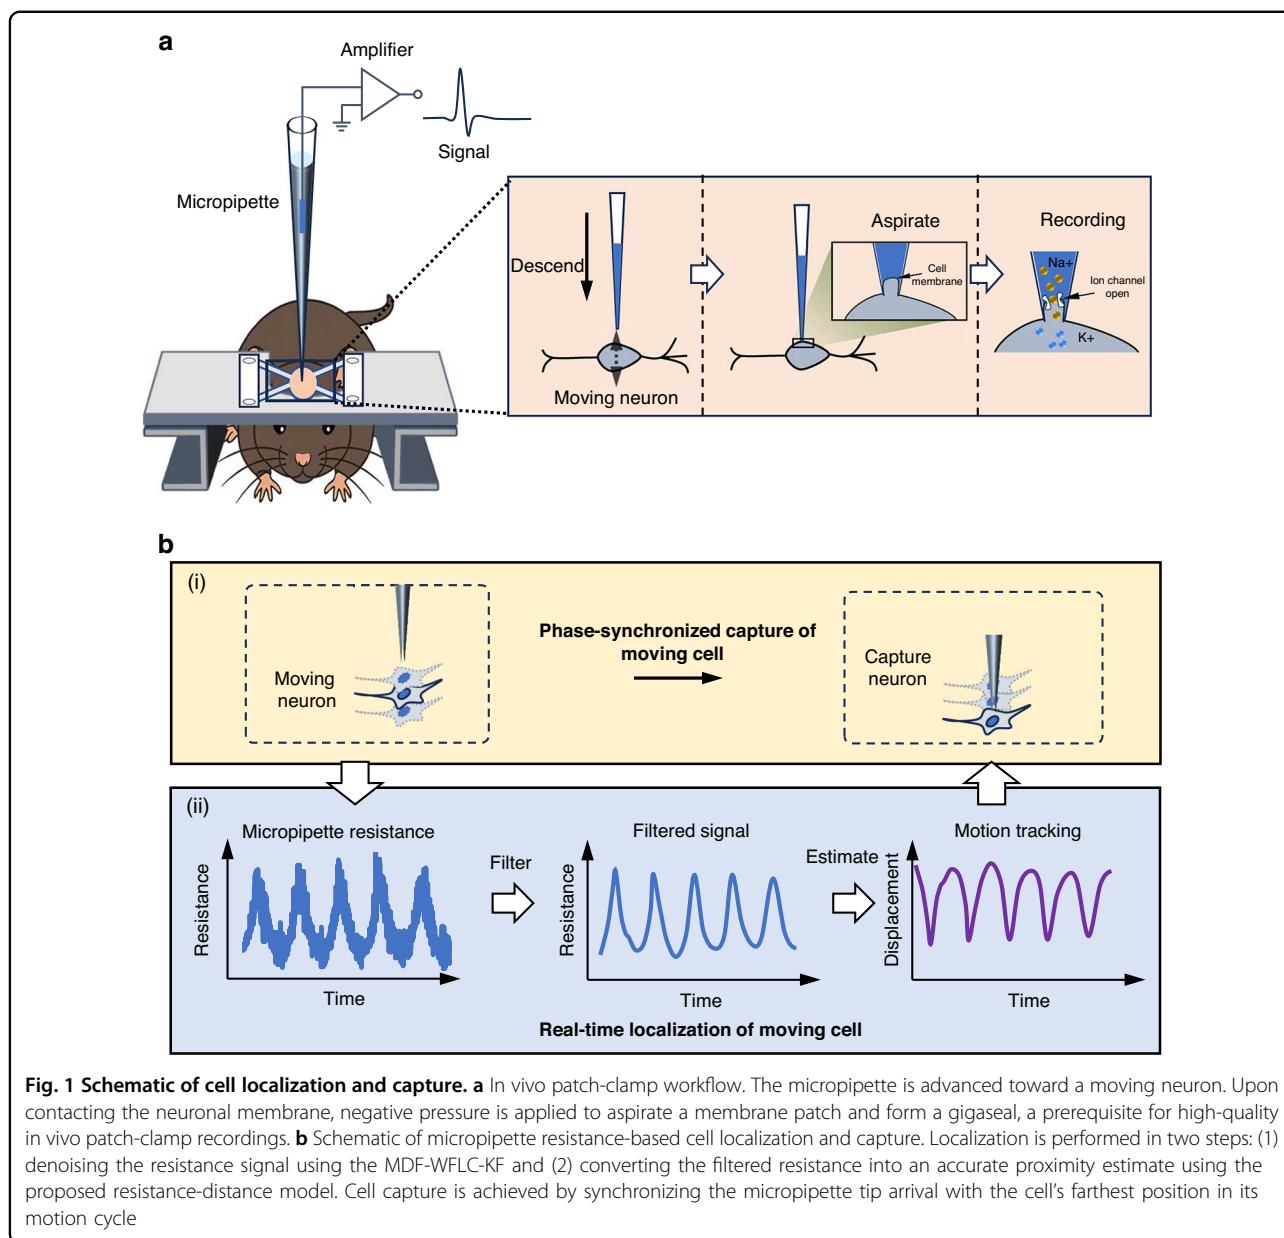 a
Amplifier
Signal
Micropipette
Descend
Moving neuron
Aspirate
Cell
membrane
Recording
Na+
Ion channel
open
K+
b
(i)
Moving
neuron
Phase-synchronized capture of
moving cell
Capture
neuron
(ii)
Micropipette resistance
Resistance
Time
Filter
Filtered signal
Resistance
Time
Estimate
Motion tracking
Displacement
Time
Real-time localization of moving cell
Fig. 1 Schematic of cell localization and capture. a In vivo patch-clamp workflow. The micropipette is advanced toward a moving neuron. Upon
contacting the neuronal membrane, negative pressure is applied to aspirate a membrane patch and form a gigaseal, a prerequisite for high-quality
in vivo patch-clamp recordings. b Schematic of micropipette resistance-based cell localization and capture. Localization is performed in two steps: (1)
denoising the resistance signal using the MDF-WFLC-KF and (2) converting the filtered resistance into an accurate proximity estimate using the
proposed resistance-distance model. Cell capture is achieved by synchronizing the micropipette tip arrival with the cell's farthest position in its
motion cycle